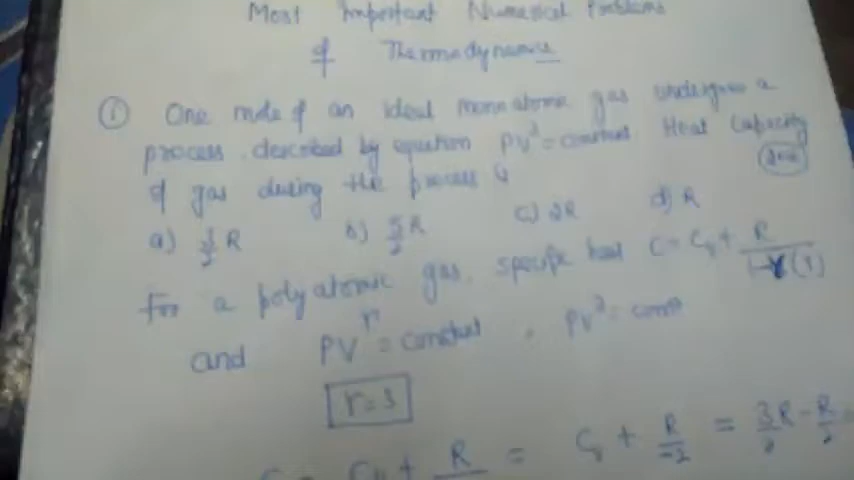 Most Important Numerical Problems
of Thermodynamics
① One mole of an ideal monoatomic gas undergoes a
process described by equation PV³ = constant Heat Capacity
of gas during the process is
a) R b) 5/2 R c) 2R d) R
For a polyatomic gas, specific heat C = Cv + R/1-r (1)
and PV^r = constant, PV³ = const
r=3
C = Cv + R = Cv + R/-2 = 3/2 R - R/2 =